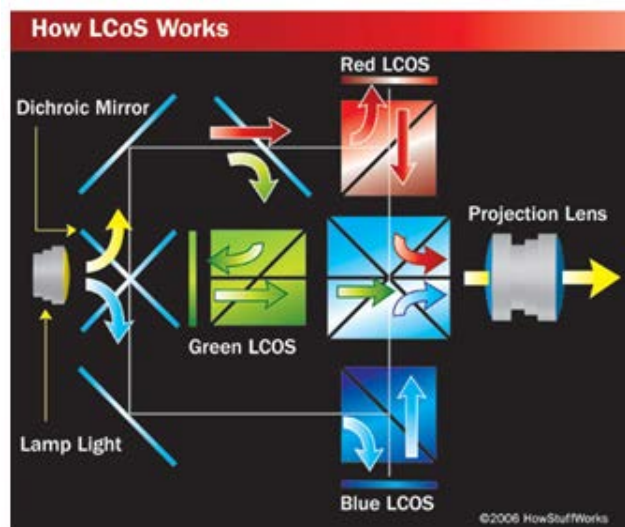 How LCoS Works
Red LCOS
Dichroic Mirror
Projection Lens
Green LCOS
Lamp Light
Blue LCOS
©2006 HowStuffWorks